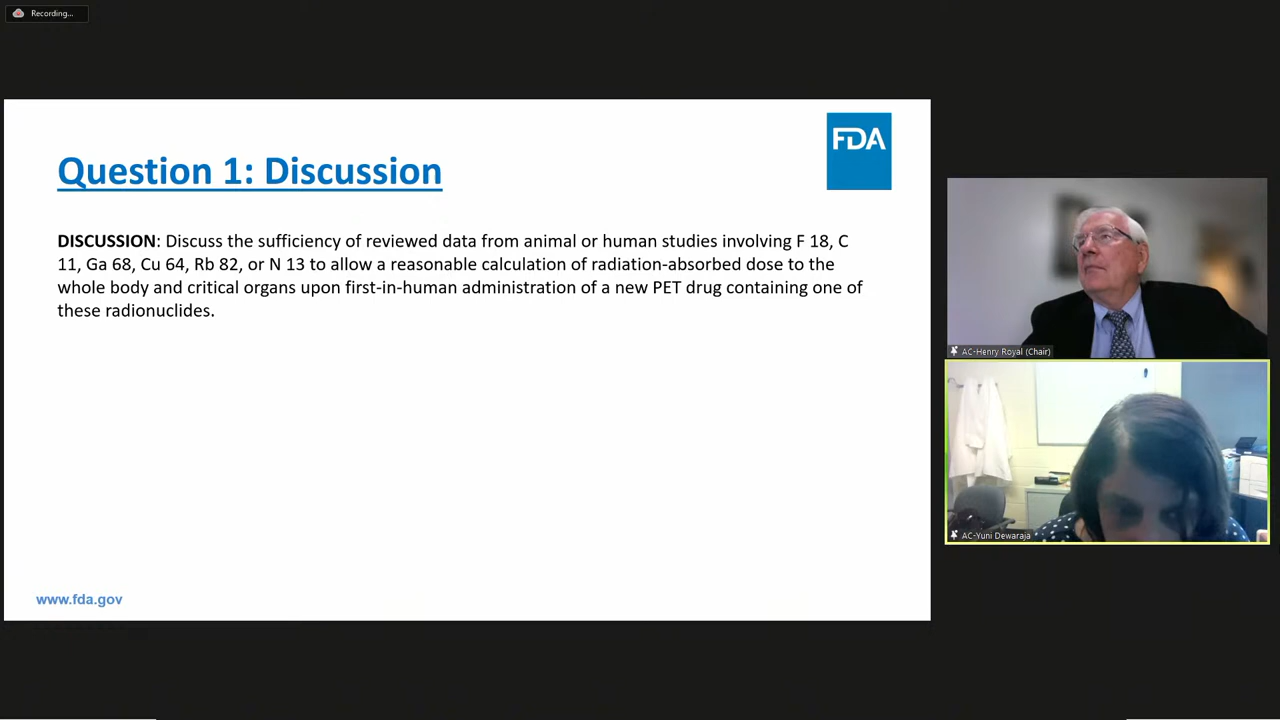 Recording...
FDA
Question 1: Discussion
DISCUSSION: Discuss the sufficiency of reviewed data from animal or human studies involving F 18, C
11, Ga 68, Cu 64, Rb 82, or N 13 to allow a reasonable calculation of radiation-absorbed dose to the
whole body and critical organs upon first-in-human administration of a new PET drug containing one of
these radionuclides.
www.fda.gov
AC-Henry Royal (Chair)
AC-Yuni Dewaraja